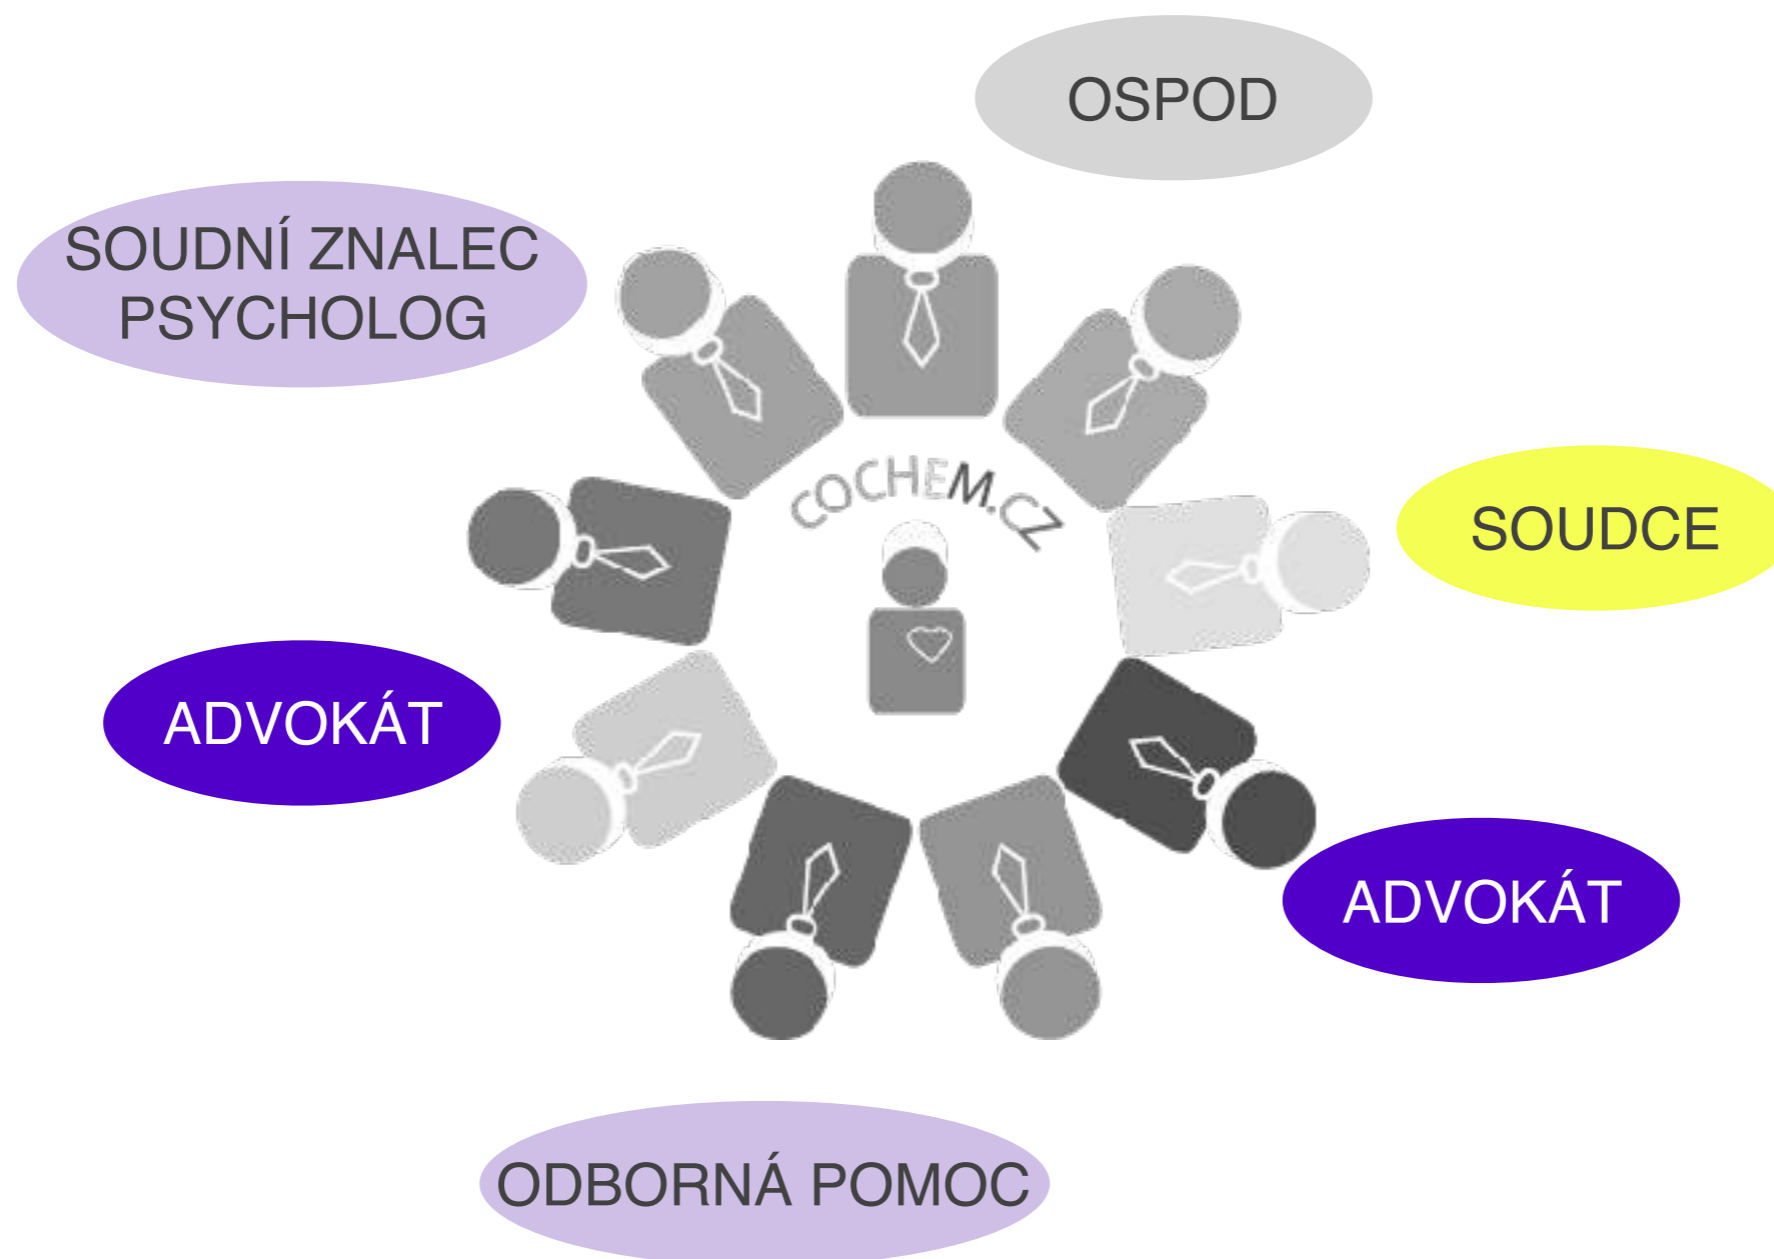 OSPOD
SOUDNÍ ZNALEC
PSYCHOLOG
COCHEM.CZ
SOUDCE
ADVOKÁT
ADVOKÁT
ODBORNÁ POMOC